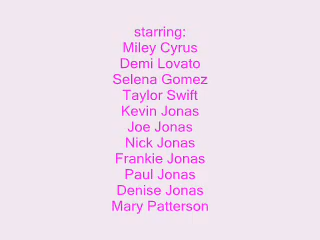 starring:
Miley Cyrus
Demi Lovato
Selena Gomez
Taylor Swift
Kevin Jonas
Joe Jonas
Nick Jonas
Frankie Jonas
Paul Jonas
Denise Jonas
Mary Patterson